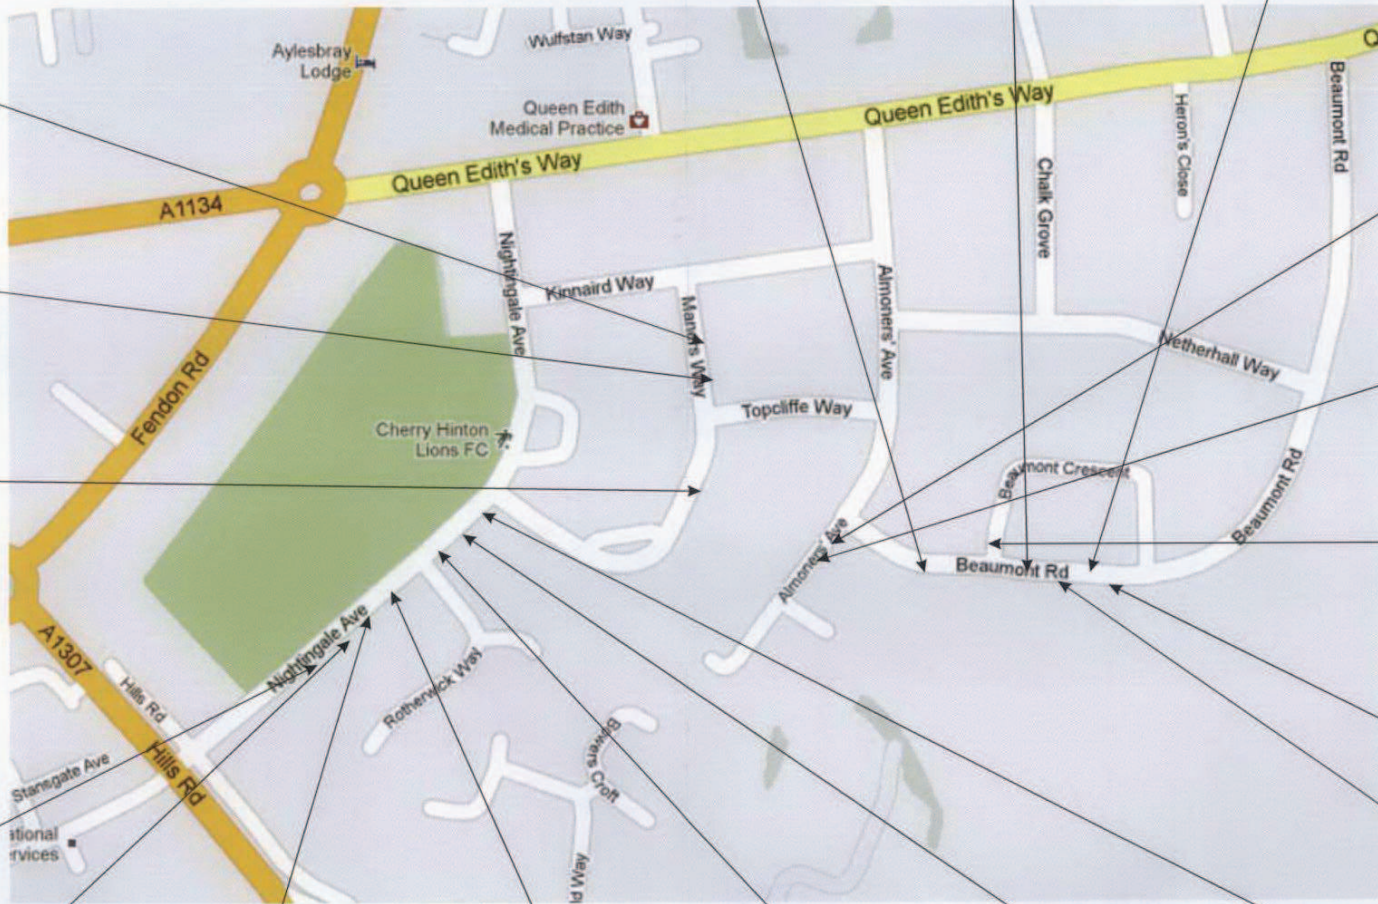 Wulfstan Way
Aylesbray
Lodge
Queen Edith
Medical Practice
Queen Edith's Way
Q
Queen Edith's Way
A1134
Beaumont Rd
Heron's Close
Chalk Grove
Nightingale Ave
Kinnaird Way
Manors Way
Almoners' Ave
Netherhall Way
Fendon Rd
Topcliffe Way
Cherry Hinton
Lions FC
Beaumont Crescent
Beaumont Rd
Almoners' Ave
Beaumont Rd
A1307
Nightingale Ave
Hills Rd
Rotherwick Way
Hills Rd
Bowers Croft
Stansgate Ave
ational
ervices
Way